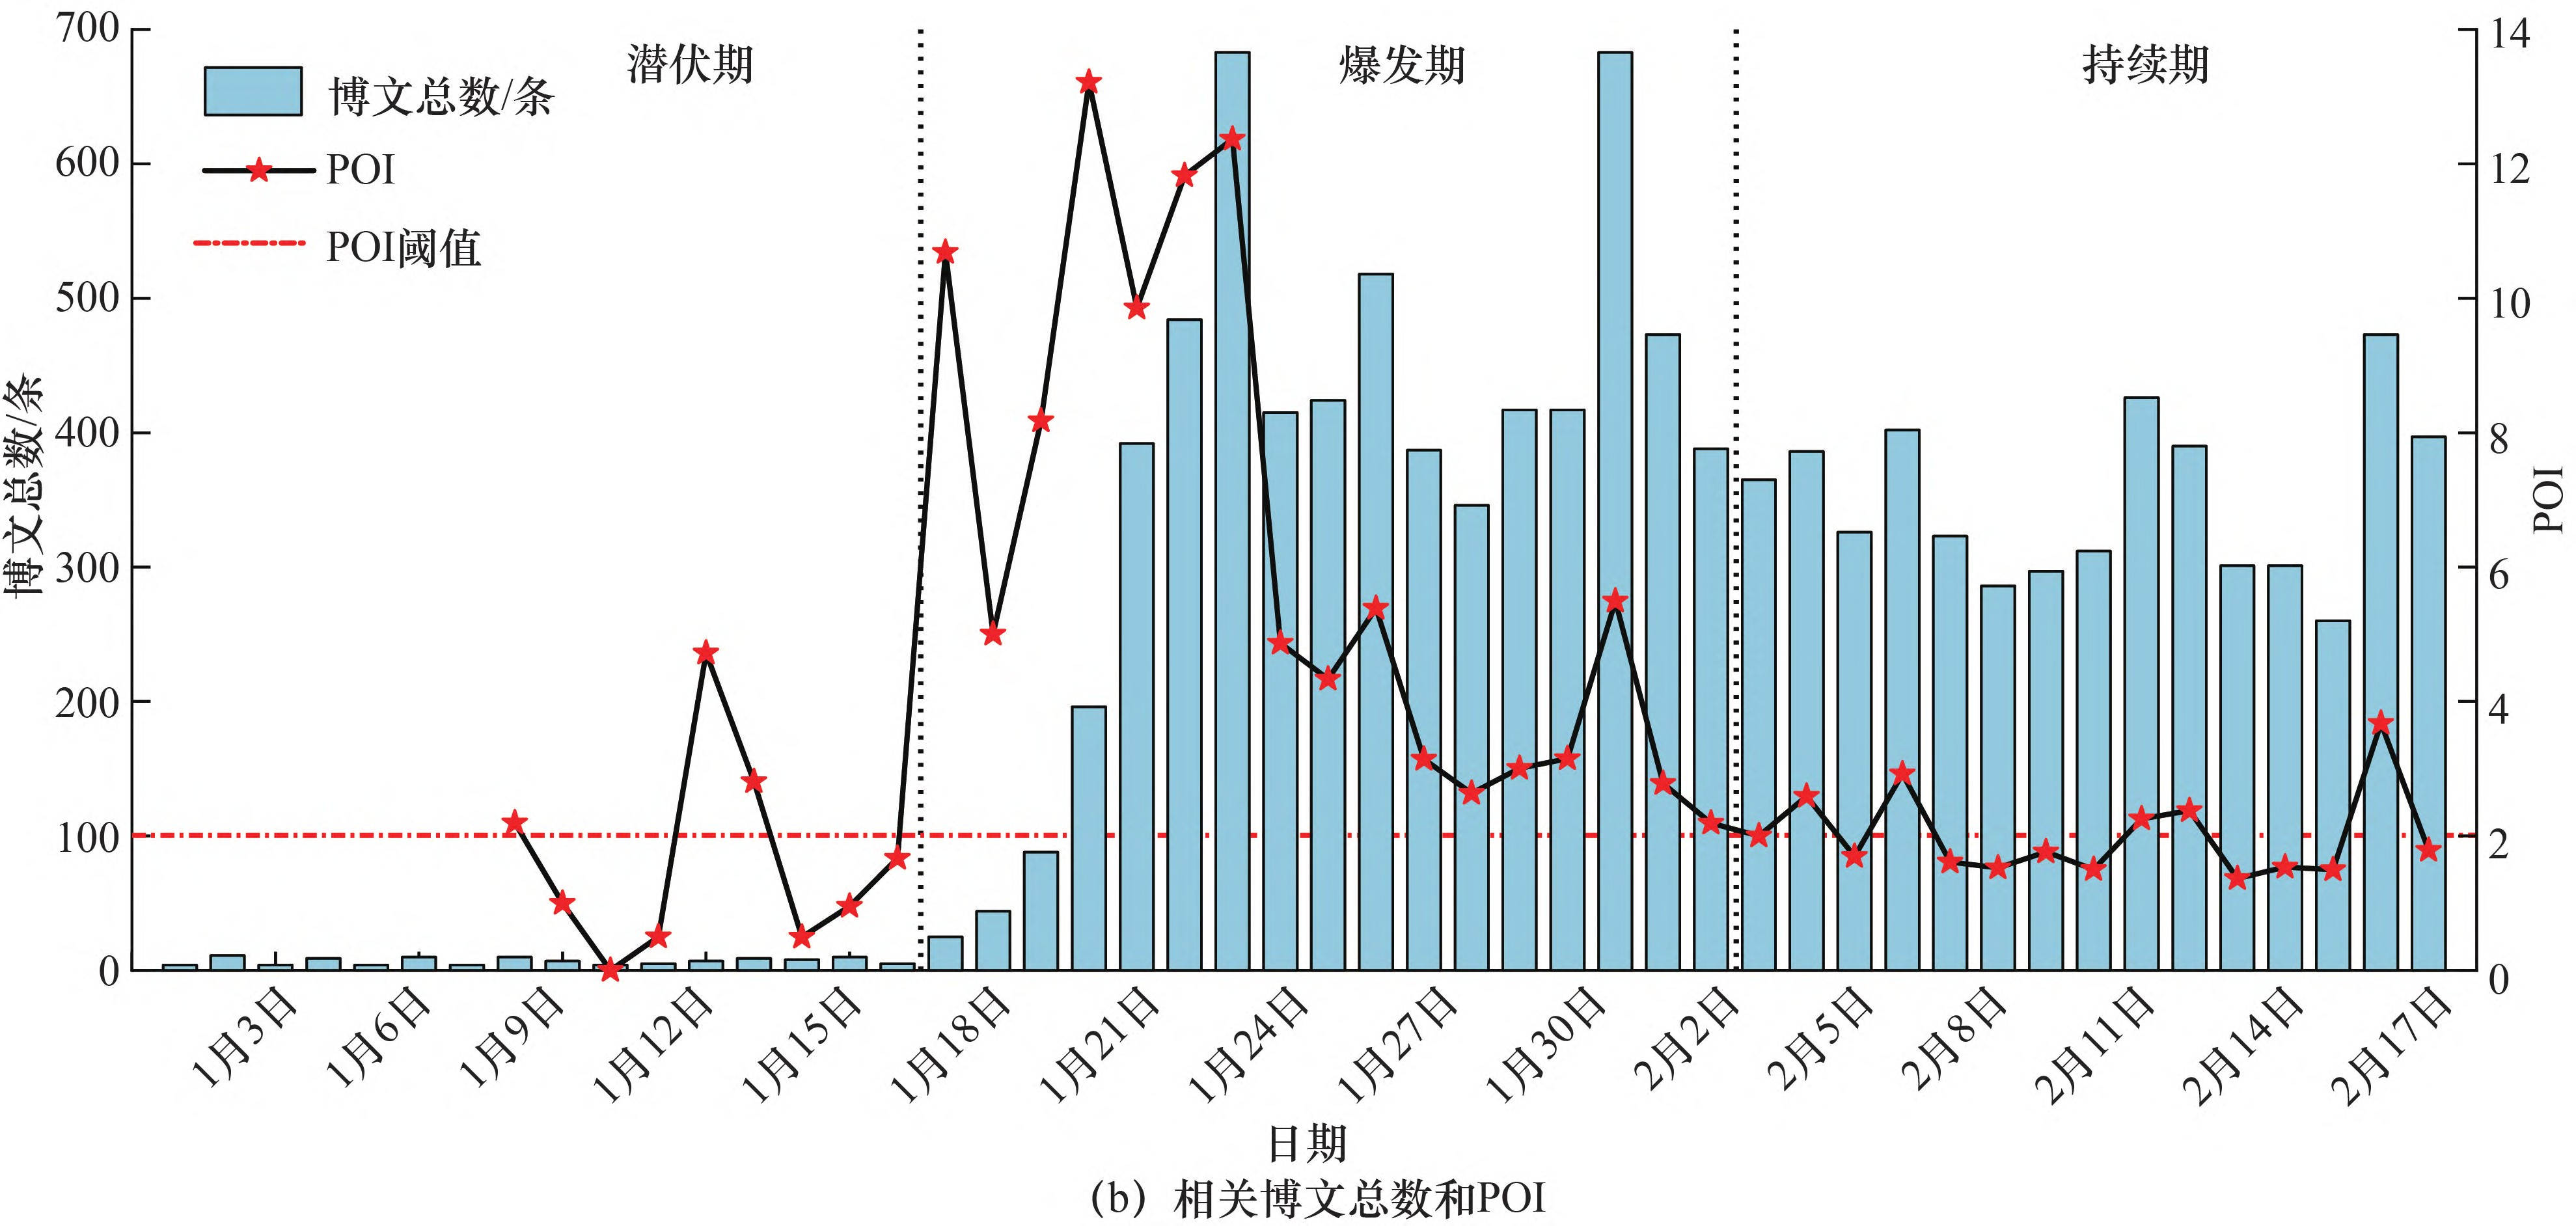 700
600
500
400
300
200
100
0
博文总数/条
博文总数/条
POI
POI阈值
潜伏期
爆发期
持续期
14
12
10
8
6
4
2
0
POI
1月3日
1月6日
1月9日
1月12日
1月15日
1月18日
1月21日
1月24日
1月27日
1月30日
2月2日
2月5日
2月8日
2月11日
2月14日
2月17日
日期
(b) 相关博文总数和POI